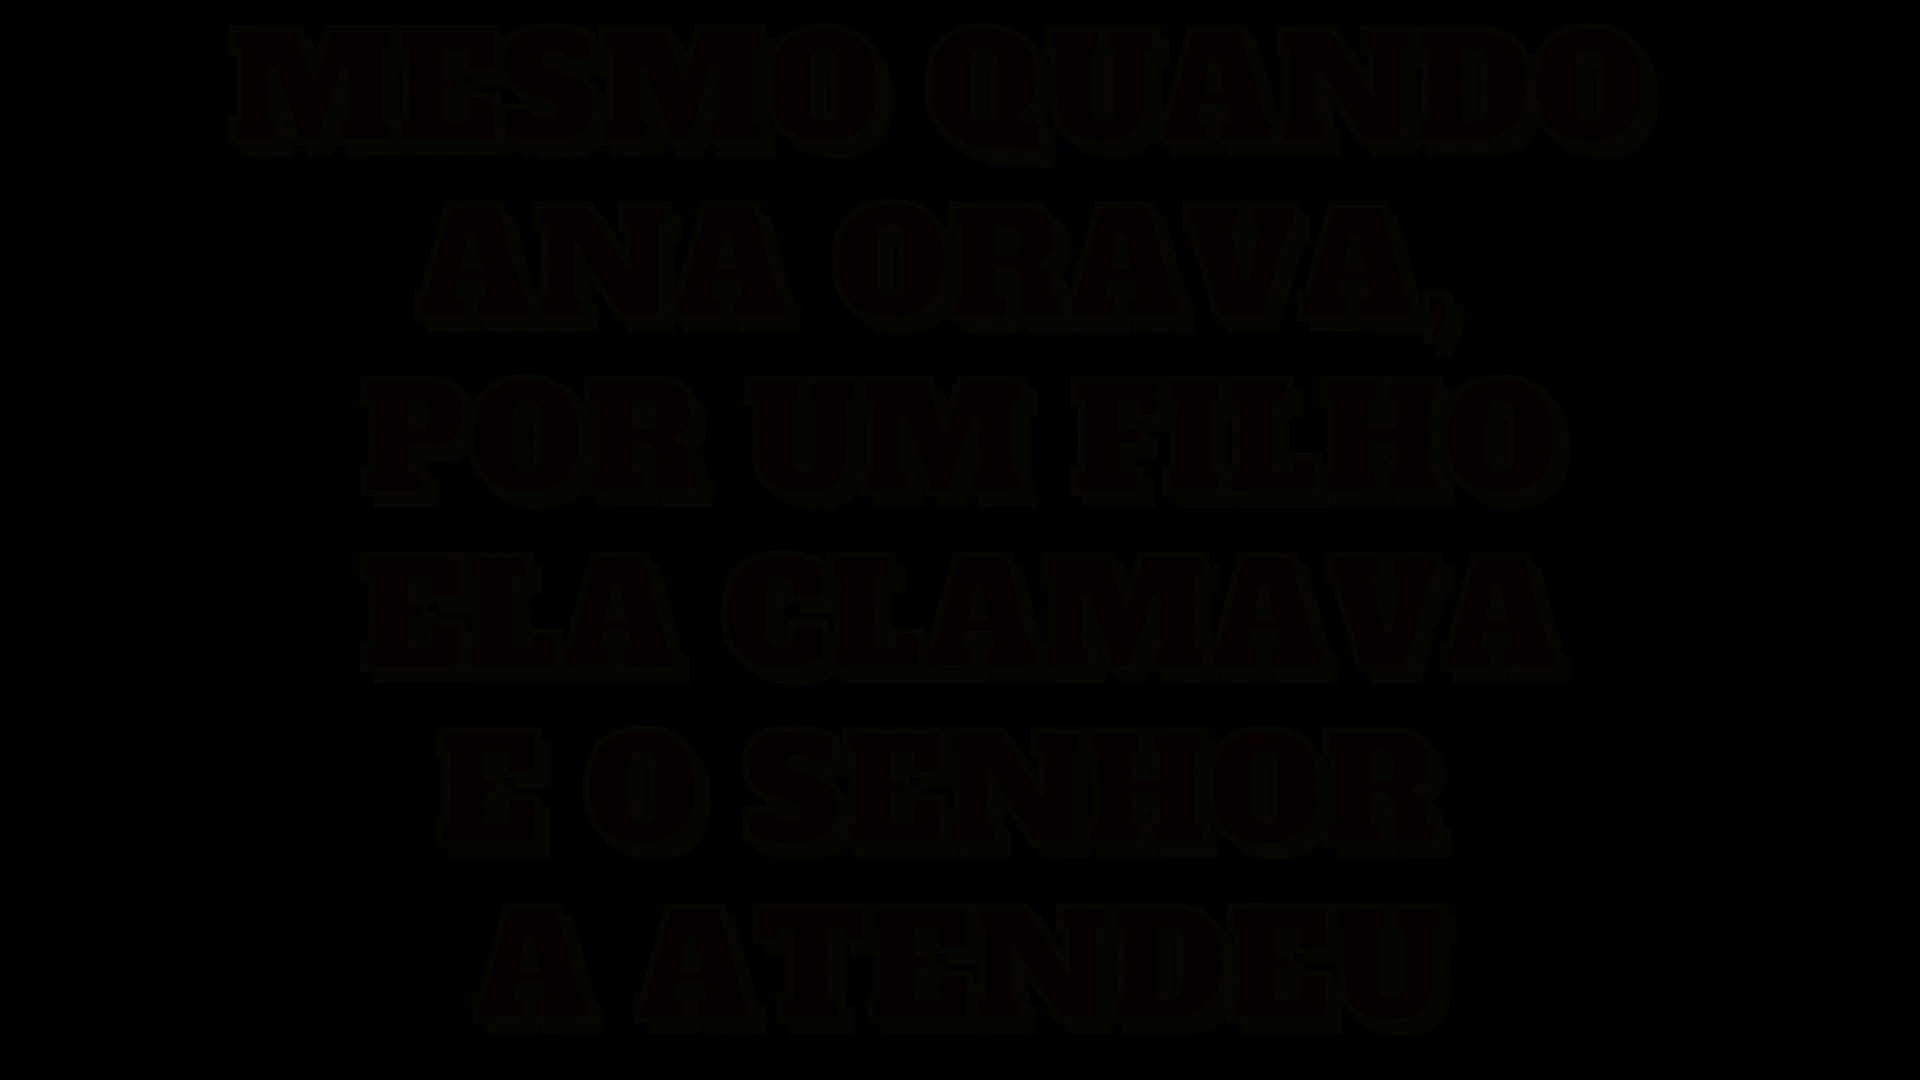 MESMO QUANDO
ANA ORAVA,
POR UM FILHO
ELA CLAMAVA
E O SENHOR
A ATENDEU